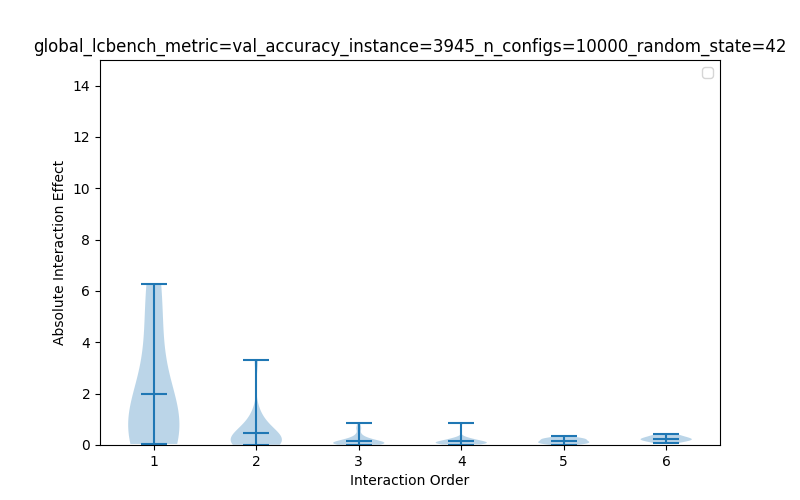 global_lcbench_metric=val_accuracy_instance=3945_n_configs=10000_random_state=42
14
12
10
8
6
4
2
0
Absolute Interaction Effect
1 2 3 4 5 6
Interaction Order